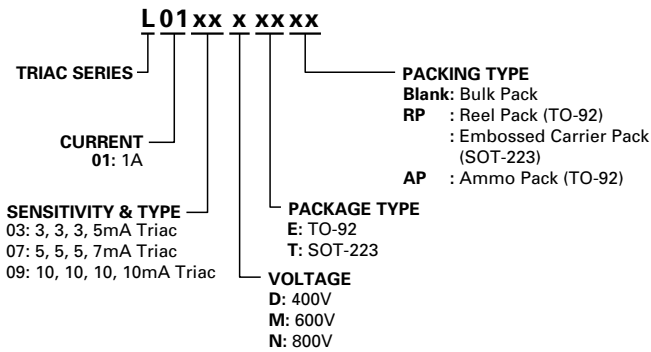 L01xx x xx xx
TRIAC SERIES
CURRENT
01: 1A
SENSITIVITY & TYPE
03: 3, 3, 3, 5mA Triac
07: 5, 5, 5, 7mA Triac
09: 10, 10, 10, 10mA Triac
VOLTAGE
D: 400V
M: 600V
N: 800V
PACKAGE TYPE
E: TO-92
T: SOT-223
PACKING TYPE
Blank: Bulk Pack
RP : Reel Pack (TO-92)
: Embossed Carrier Pack
(SOT-223)
AP : Ammo Pack (TO-92)